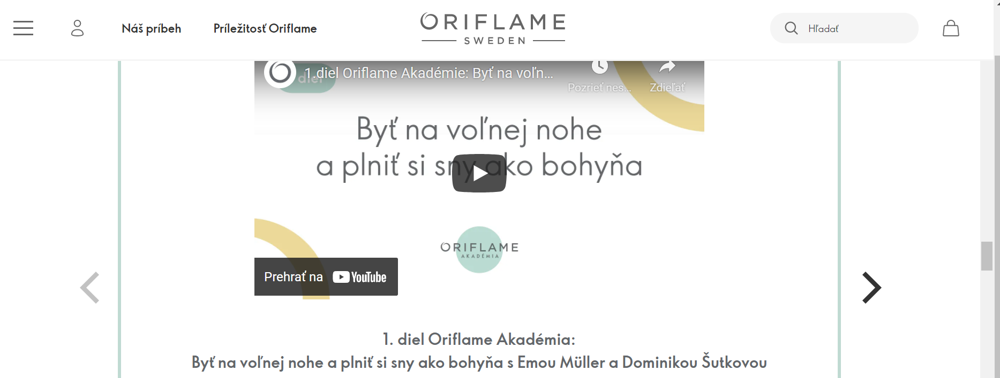 Náš príbeh
Príležitosť Oriflame
ORIFLAME
SWEDEN
Hľadať
diel
1.diel Oriflame Akadémie: Byť na voľn...
Pozrieť nes...
Zdieľať
Byť na voľnej nohe
a plniť si sny ako bohyňa
ORIFLAME
AKADÉMIA
Prehrať na YouTube
1. diel Oriflame Akadémia:
Byť na voľnej nohe a plniť si sny ako bohyňa s Emou Müller a Dominikou Šutkovou